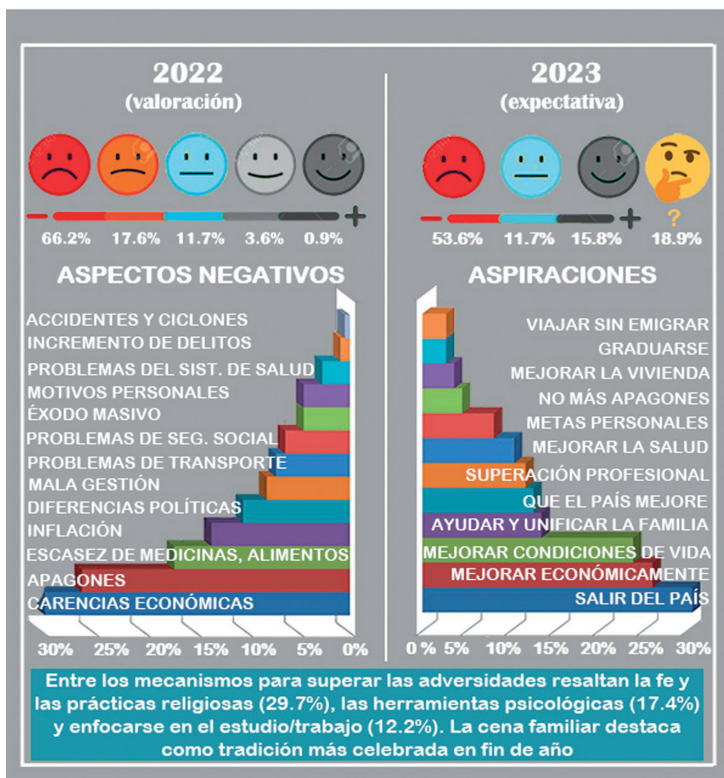 2022
(valoración)
66.2% 17.6% 11.7% 3.6% 0.9%
ASPECTOS NEGATIVOS
ACCIDENTES Y CICLONES
INCREMENTO DE DELITOS
PROBLEMAS DEL SIST. DE SALUD
MOTIVOS PERSONALES
ÉXODO MASIVO
PROBLEMAS DE SEG. SOCIAL
PROBLEMAS DE TRANSPORTE
MALA GESTIÓN
DIFERENCIAS POLÍTICAS
INFLACIÓN
ESCASEZ DE MEDICINAS, ALIMENTOS
APAGONES
CARENCIAS ECONÓMICAS
30% 25% 20% 15% 10% 5% 0%
2023
(expectativa)
?
53.6% 11.7% 15.8% 18.9%
ASPIRACIONES
VIAJAR SIN EMIGRAR
GRADUARSE
MEJORAR LA VIVIENDA
NO MÁS APAGONES
METAS PERSONALES
MEJORAR LA SALUD
SUPERACIÓN PROFESIONAL
QUE EL PAÍS MEJORE
AYUDAR Y UNIFICAR LA FAMILIA
MEJORAR CONDICIONES DE VIDA
MEJORAR ECONÓMICAMENTE
SALIR DEL PAÍS
0 % 5% 10% 15% 20% 25% 30%
Entre los mecanismos para superar las adversidades resaltan la fe y
las prácticas religiosas (29.7%), las herramientas psicológicas (17.4%)
y enfocarse en el estudio/trabajo (12.2%). La cena familiar destaca
como tradición más celebrada en fin de año